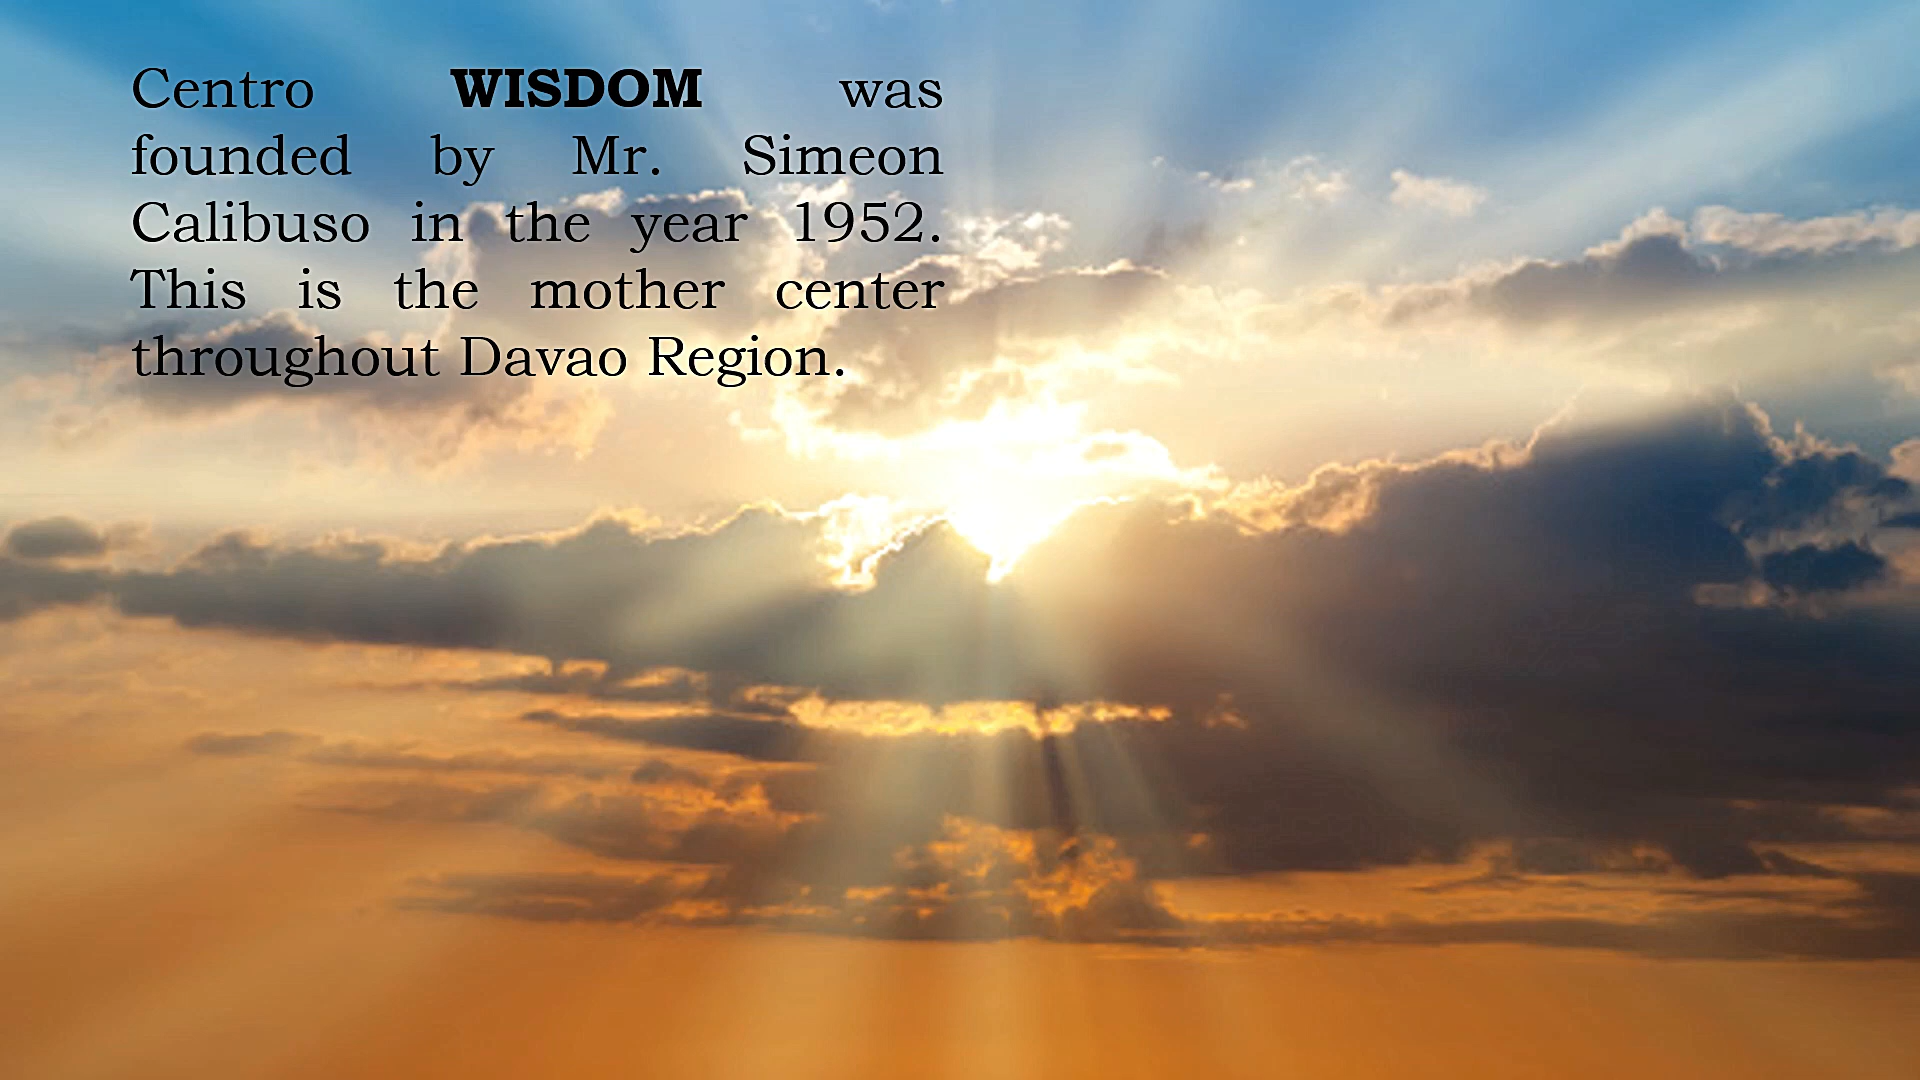 Centro WISDOM was
founded by Mr. Simeon
Calibuso in the year 1952.
This is the mother center
throughout Davao Region.